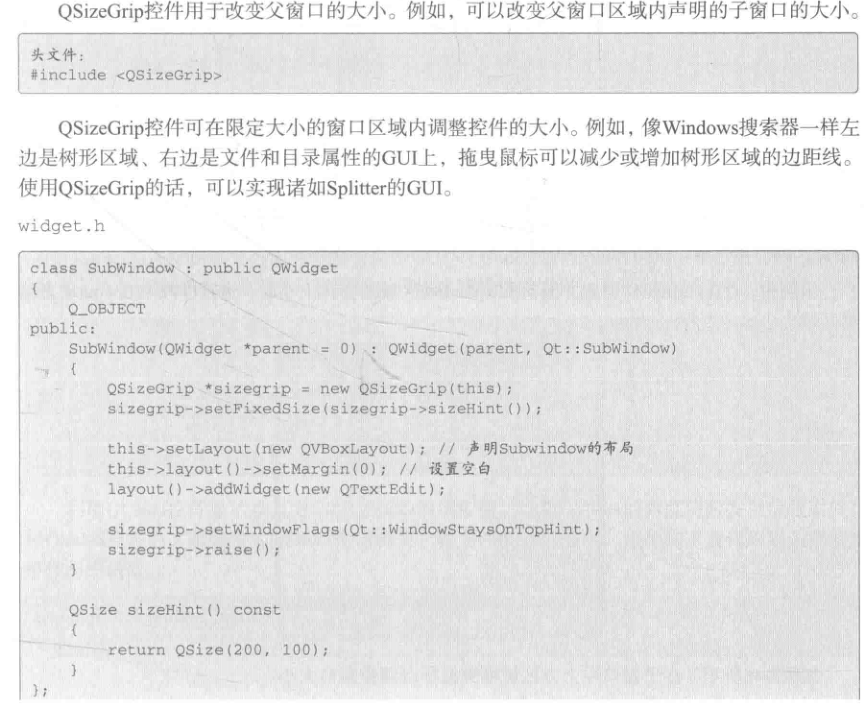 QSizeGrip控件用于改变父窗口的大小。例如，可以改变父窗口区域内声明的子窗口的大小。
头文件:
#include <QSizeGrip>
QSizeGrip控件可在限定大小的窗口区域内调整控件的大小。例如，像Windows搜索器一样左
边是树形区域、右边是文件和目录属性的GUI上，拖曳鼠标可以减少或增加树形区域的边距线。
使用QSizeGrip的话，可以实现诸如Splitter的GUI。
widget.h
class SubWindow : public QWidget
{
    Q_OBJECT
public:
    SubWindow(QWidget *parent = 0) : QWidget(parent, Qt::SubWindow)
    {
        QSizeGrip *sizegrip = new QSizeGrip(this);
        sizegrip->setFixedSize(sizegrip->sizeHint());
        this->setLayout(new QVBoxLayout); // 声明Subwindow的布局
        this->layout()->setMargin(0); // 设置空白
        layout()->addWidget(new QTextEdit);
        sizegrip->setWindowFlags(Qt::WindowStaysOnTopHint);
        sizegrip->raise();
    }
    QSize sizeHint() const
    {
        return QSize(200, 100);
    }
};